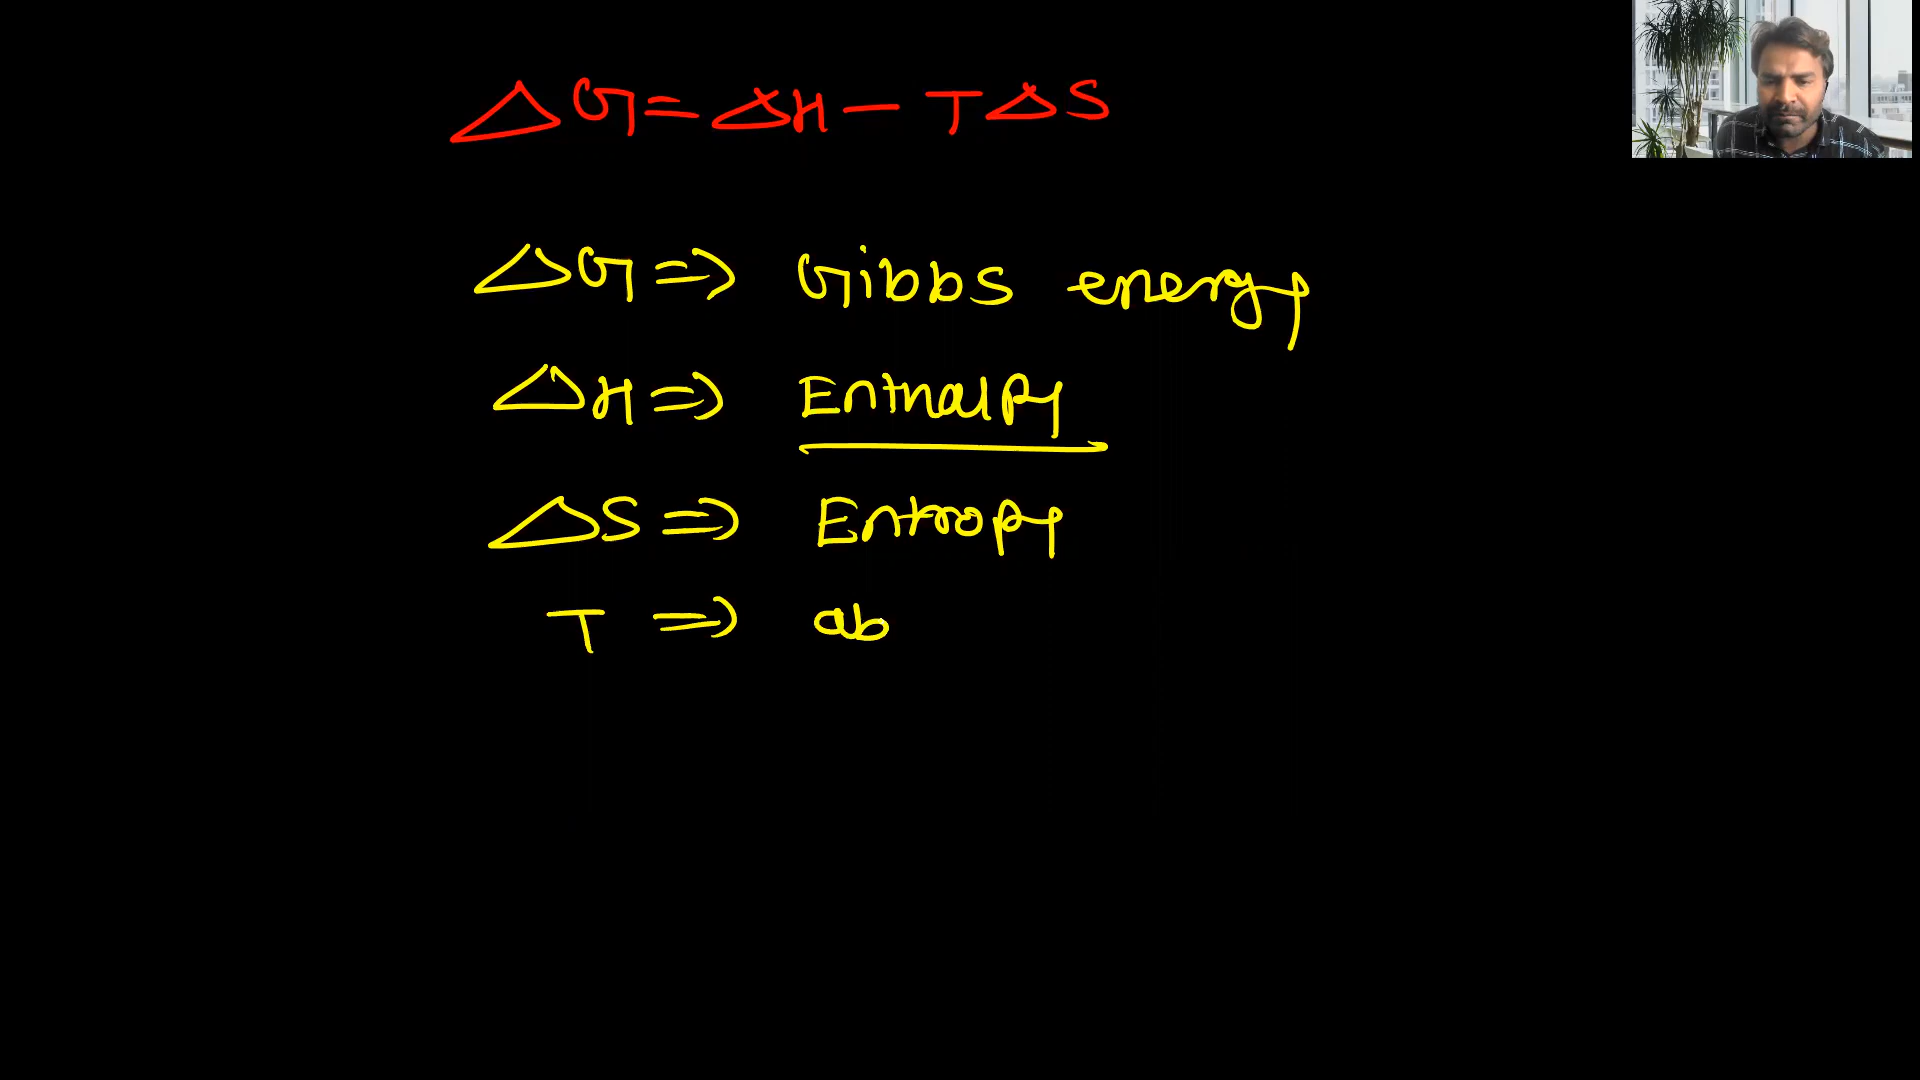 ΔG = ΔH - TΔS
ΔG => Gibbs energy
ΔH => Enthalpy
ΔS => Entropy
T => ab